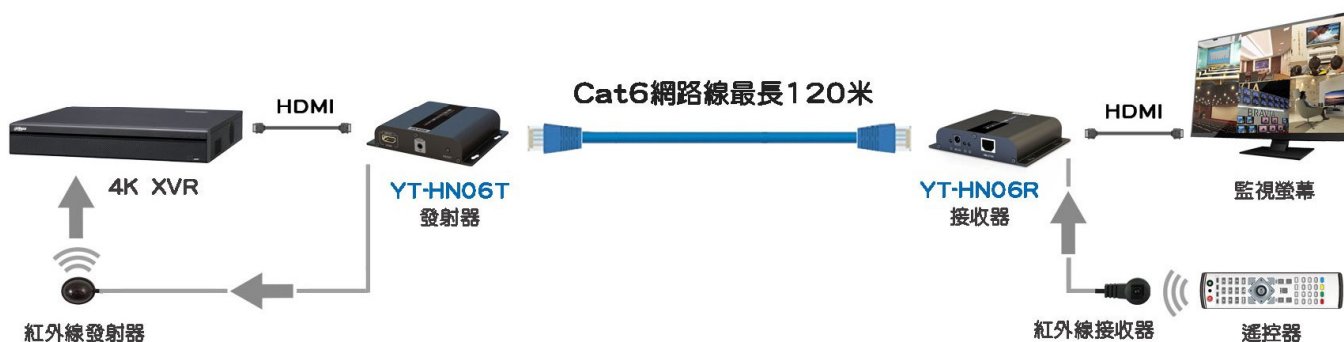 Cat6網路線最長120米
HDMI
HDMI
4K XVR
YT-HN06T
發射器
YT-HN06R
接收器
監視螢幕
紅外線發射器
紅外線接收器
遙控器